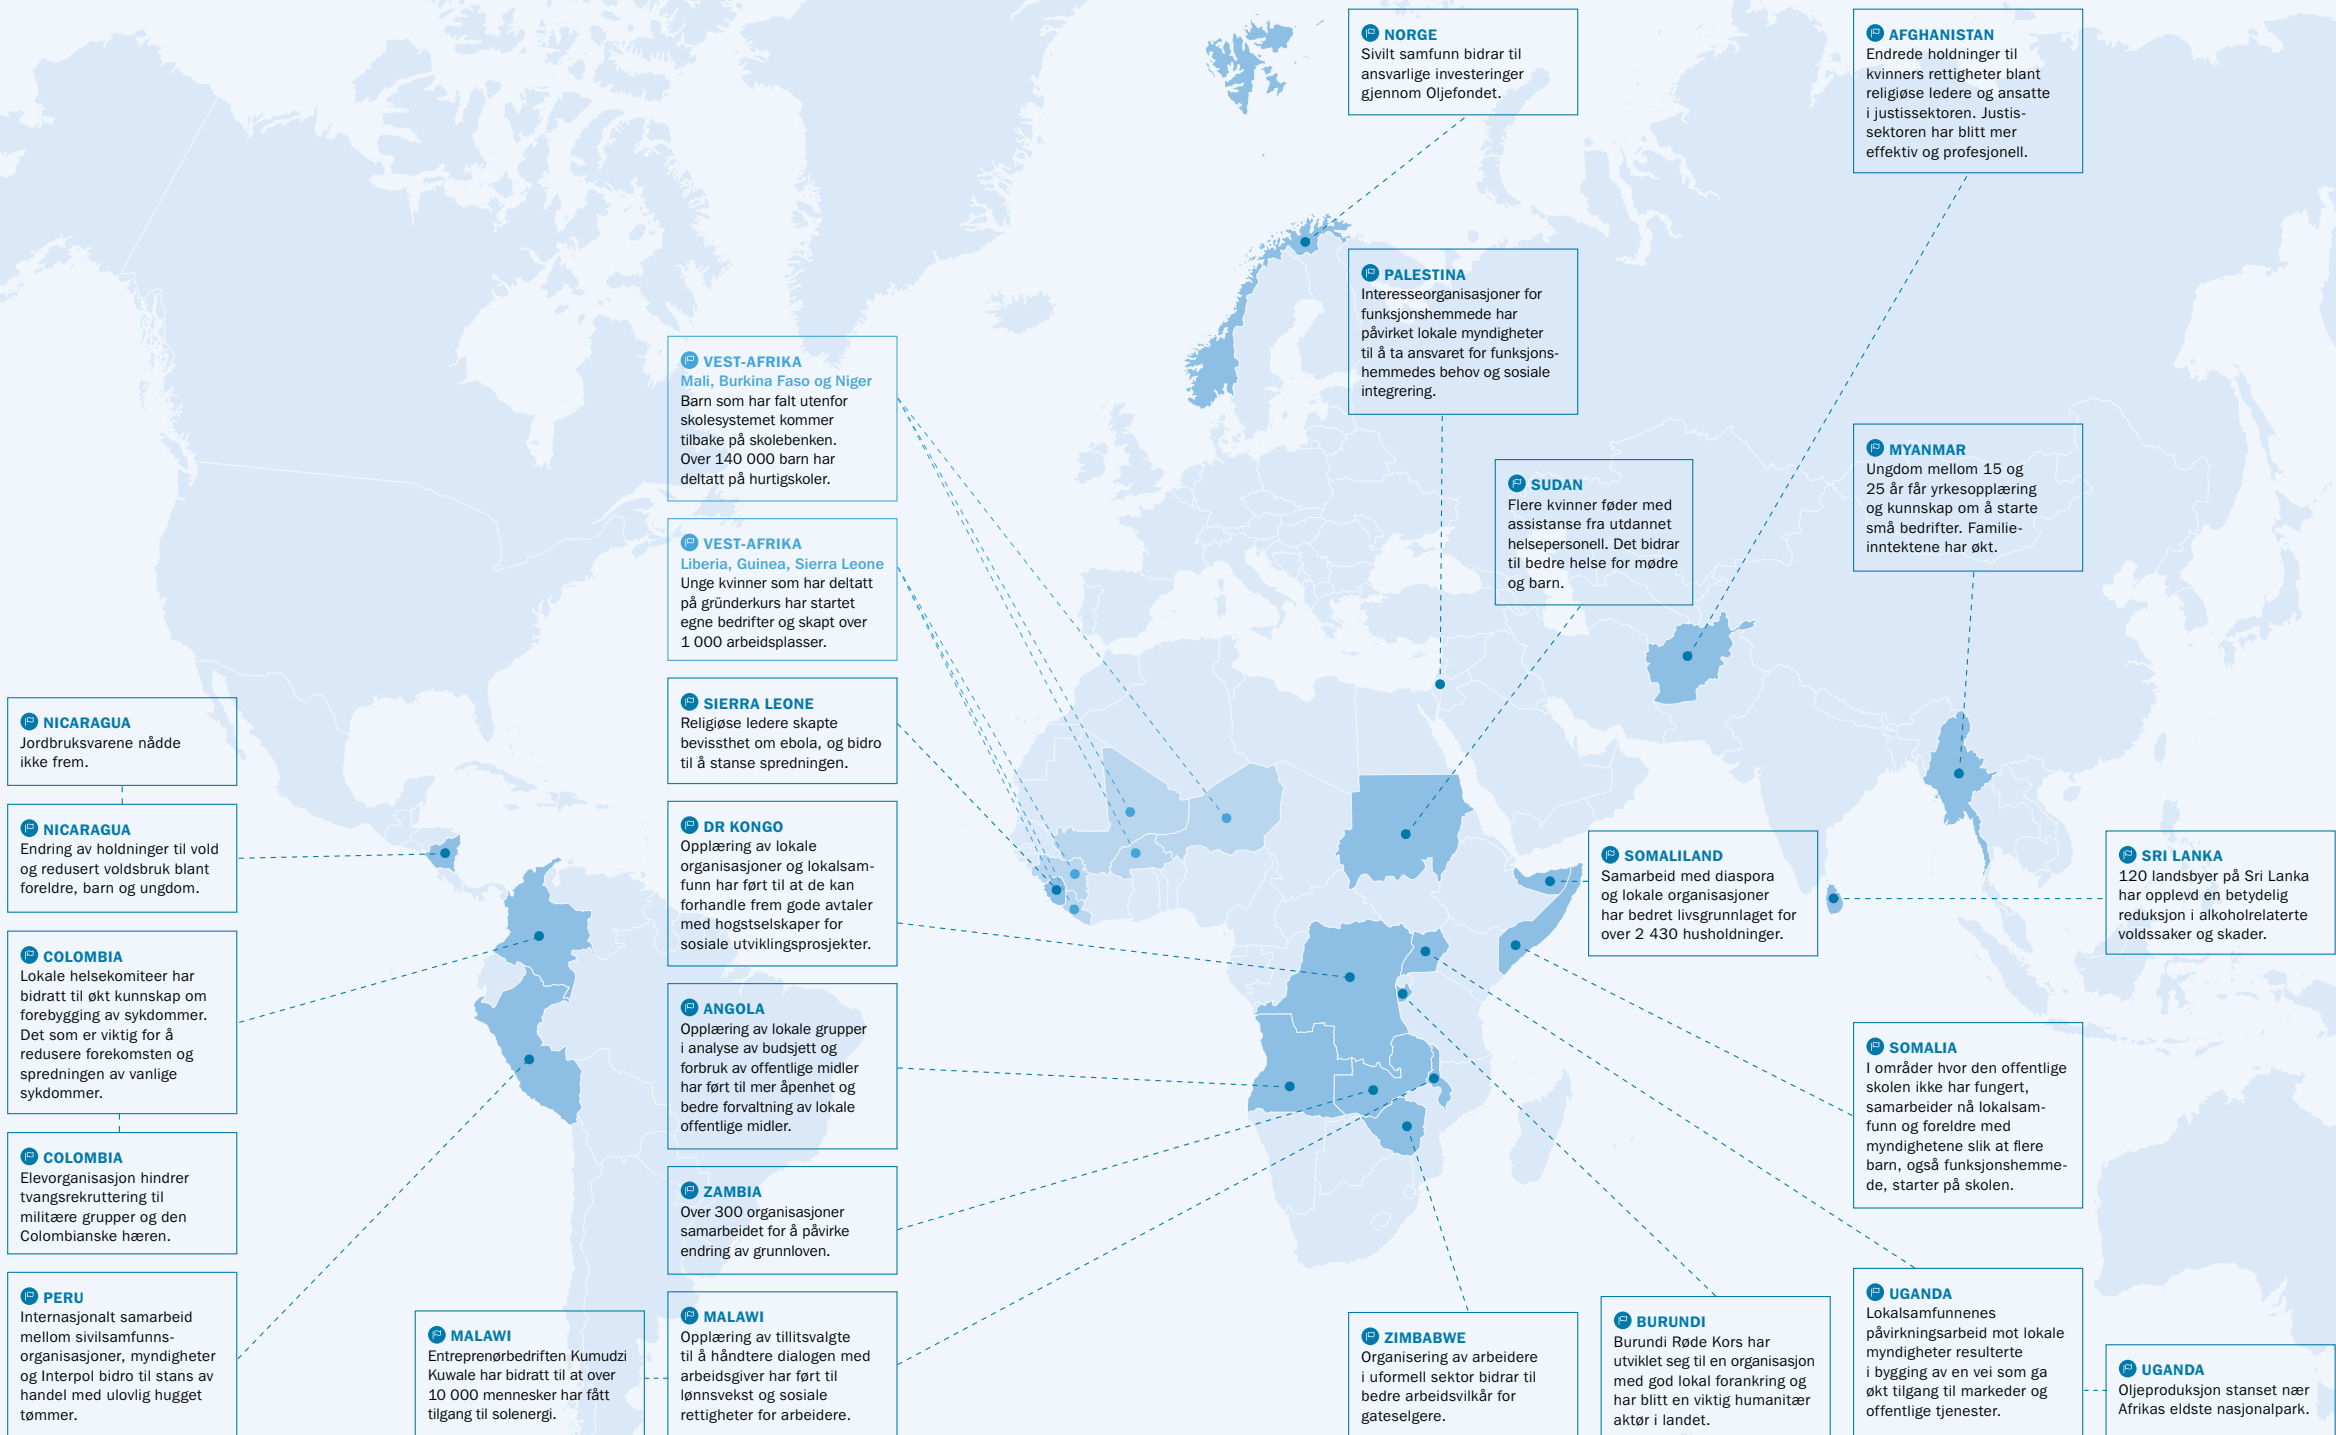 NORGE
Sivilt samfunn bidrar til
ansvarlige investeringer
gjennom Oljefondet.
AFGHANISTAN
Endrede holdninger til
kvinners rettigheter blant
religiøse ledere og ansatte
i justissektoren. Justis-
sektoren har blitt mer
effektiv og profesjonell.
PALESTINA
Interesseorganisasjoner for
funksjonshemmede har
påvirket lokale myndigheter
til å ta ansvaret for funksjons-
hemmedes behov og sosiale
integrering.
VEST-AFRIKA
Mali, Burkina Faso og Niger
Barn som har falt utenfor
skolesystemet kommer
tilbake på skolebenken.
Over 140 000 barn har
deltatt på hurtigskoler.
MYANMAR
Ungdom mellom 15 og
25 år får yrkesopplæring
og kunnskap om å starte
små bedrifter. Familie-
inntektene har økt.
SUDAN
Flere kvinner føder med
assistanse fra utdannet
helsepersonell. Det bidrar
til bedre helse for mødre
og barn.
VEST-AFRIKA
Liberia, Guinea, Sierra Leone
Unge kvinner som har deltatt
på gründerkurs har startet
egne bedrifter og skapt over
1 000 arbeidsplasser.
SIERRA LEONE
Religiøse ledere skapte
bevissthet om ebola, og bidro
til å stanse spredningen.
NICARAGUA
Jordbruksvarene nådde
ikke frem.
NICARAGUA
Endring av holdninger til vold
og redusert voldsbruk blant
foreldre, barn og ungdom.
DR KONGO
Opplæring av lokale
organisasjoner og lokalsam-
funn har ført til at de kan
forhandle frem gode avtaler
med hogstselskaper for
sosiale utviklingsprosjekter.
SOMALILAND
Samarbeid med diaspora
og lokale organisasjoner
har bedret livsgrunnlaget for
over 2 430 husholdninger.
SRI LANKA
120 landsbyer på Sri Lanka
har opplevd en betydelig
reduksjon i alkoholrelaterte
voldssaker og skader.
COLOMBIA
Lokale helsekomiteer har
bidratt til økt kunnskap om
forebygging av sykdommer.
Det som er viktig for å
redusere forekomsten og
spredningen av vanlige
sykdommer.
ANGOLA
Opplæring av lokale grupper
i analyse av budsjett og
forbruk av offentlige midler
har ført til mer åpenhet og
bedre forvaltning av lokale
offentlige midler.
SOMALIA
I områder hvor den offentlige
skolen ikke har fungert,
samarbeider nå lokalsam-
funn og foreldre med
myndighetene slik at flere
barn, også funksjonshemme-
de, starter på skolen.
COLOMBIA
Elevorganisasjon hindrer
tvangsrekruttering til
militære grupper og den
Colombianske hæren.
ZAMBIA
Over 300 organisasjoner
samarbeidet for å påvirke
endring av grunnloven.
PERU
Internasjonalt samarbeid
mellom sivilsamfunns-
organisasjoner, myndigheter
og Interpol bidro til stans av
handel med ulovlig hugget
tømmer.
MALAWI
Entreprenørbedriften Kumudzi
Kuwale har bidratt til at over
10 000 mennesker har fått
tilgang til solenergi.
MALAWI
Opplæring av tillitsvalgte
til å håndtere dialogen med
arbeidsgiver har ført til
lønnsvekst og sosiale
rettigheter for arbeidere.
ZIMBABWE
Organisering av arbeidere
i uformell sektor bidrar til
bedre arbeidsvilkår for
gateselgere.
BURUNDI
Burundi Røde Kors har
utviklet seg til en organisasjon
med god lokal forankring og
har blitt en viktig humanitær
aktør i landet.
UGANDA
Lokalsamfunnenes
påvirkningsarbeid mot lokale
myndigheter resulterte
i bygging av en vei som ga
økt tilgang til markeder og
offentlige tjenester.
UGANDA
Oljeproduksjon stanset nær
Afrikas eldste nasjonalpark.